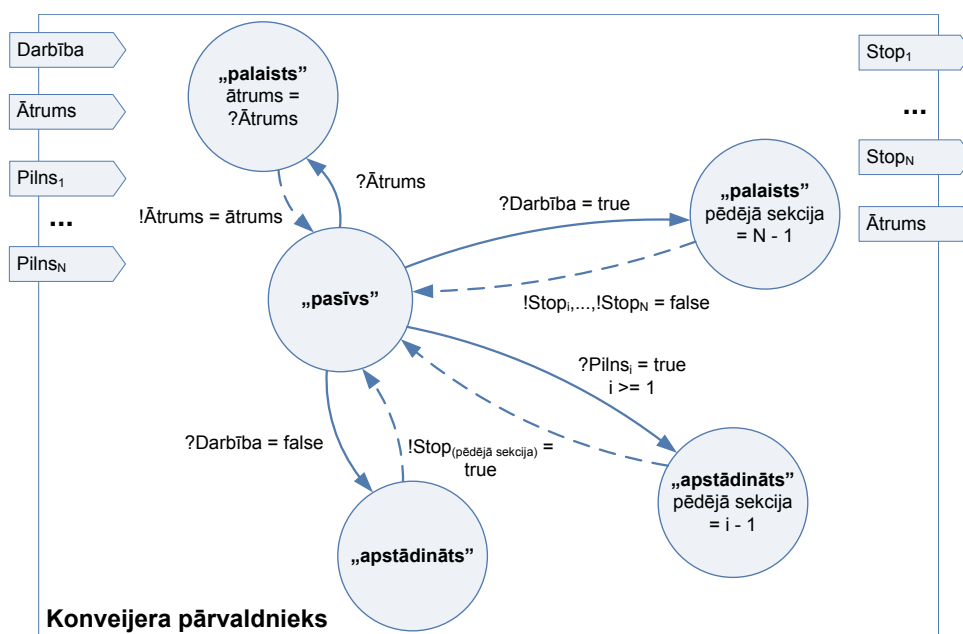 Darbība
Ātrums
Pilns₁
...
Pilnsₙ
„palaists”
ātrums =
?Ātrums
?Ātrums
!Ātrums = ātrums
?Darbība = true
„palaists”
pēdējā sekcija
= N - 1
Stop₁
...
Stopₙ
Ātrums
„pasīvs”
!Stopᵢ,...,!Stopₙ = false
?Pilnsᵢ = true
i >= 1
?Darbība = false
!Stop(pēdējā sekcija) =
true
„apstādināts”
pēdējā sekcija
= i - 1
„apstādināts”
Konveijera pārvaldnieks